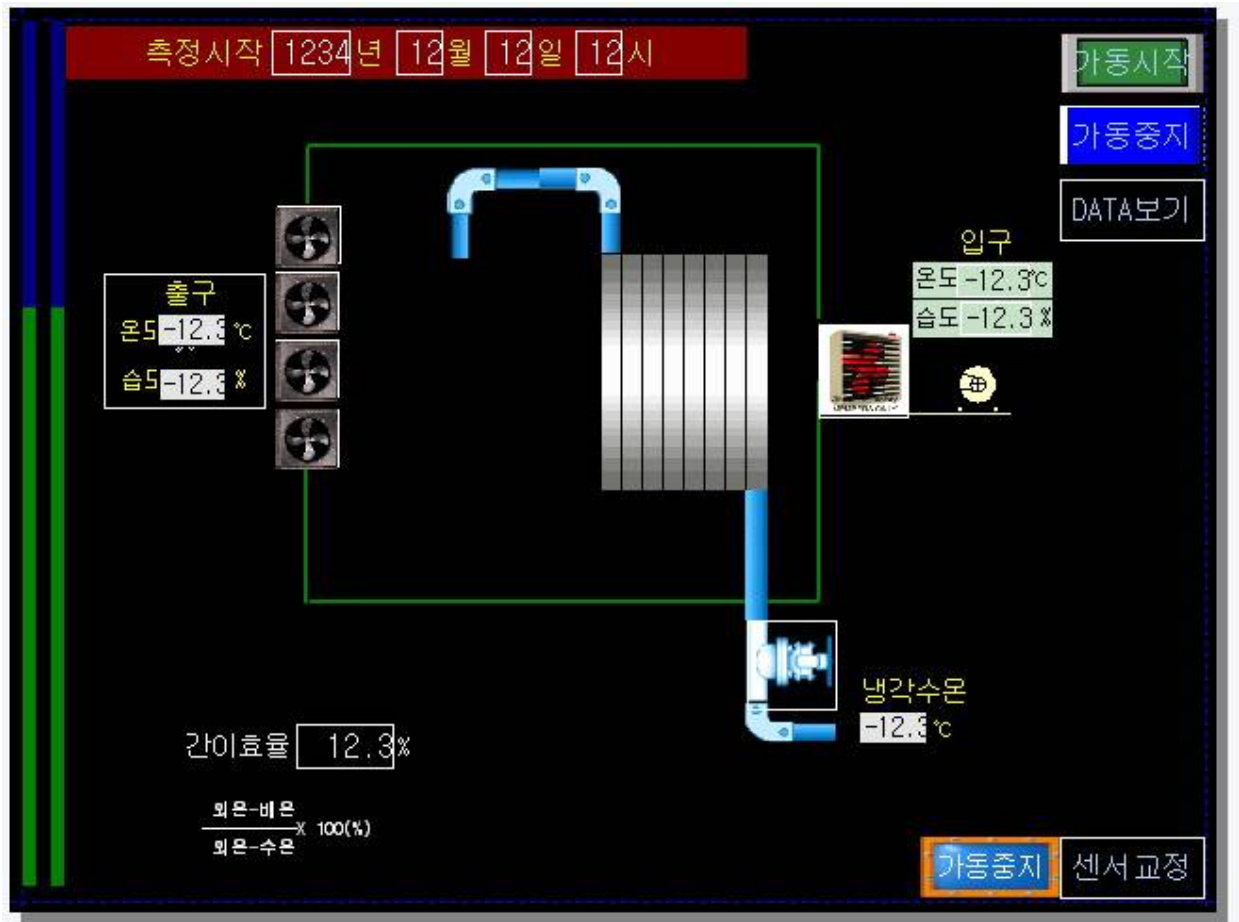 측정시작 1234년 12월 12일 12시
가동시작
가동중지
DATA보기
입구
온도 -12.3℃
습도 -12.3 %
출구
온도 -12.3 ℃
습도 -12.3 %
냉각수온
-12.3 ℃
간이효율 12.3%
외온-비온
x 100(%)
외온-수온
가동중지
센서교정